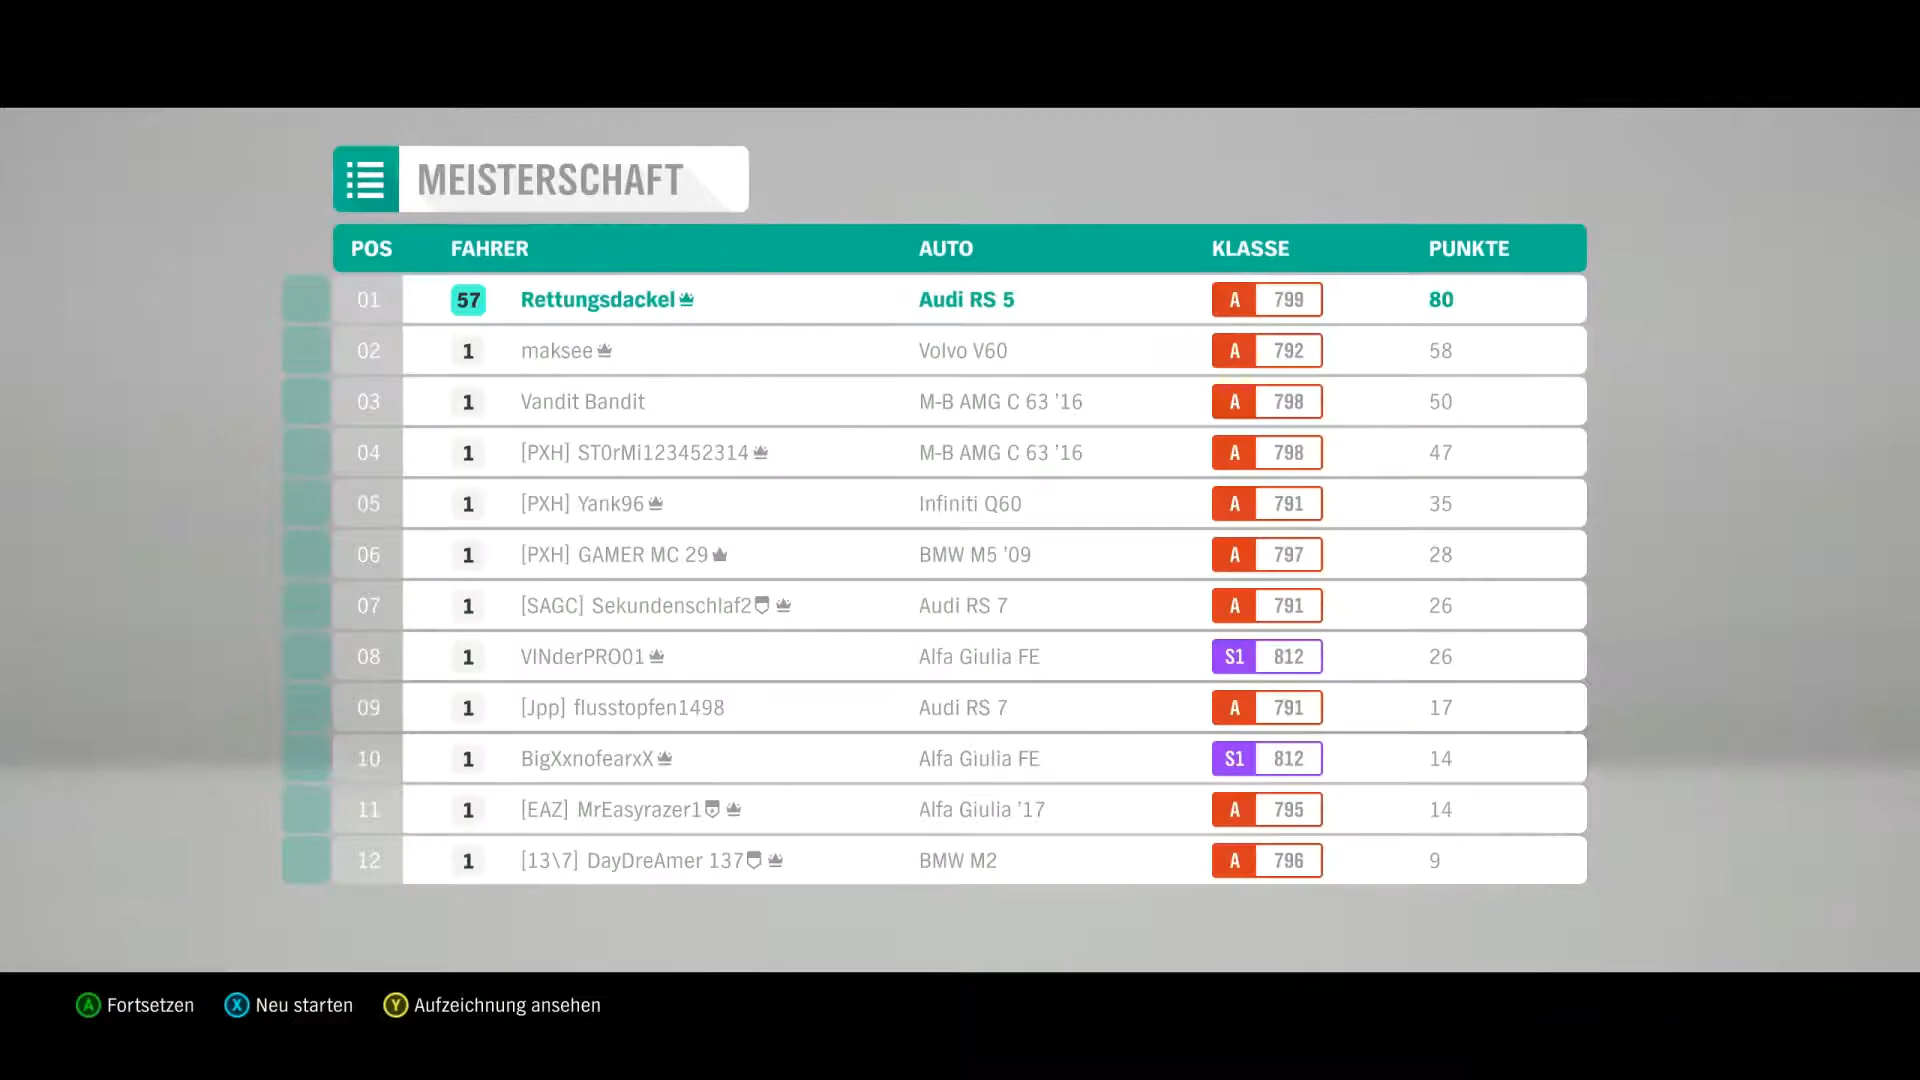 MEISTERSCHAFT
POS FAHRER AUTO KLASSE PUNKTE
01 57 Rettungsdackel Audi RS 5 A 799 80
02 1 maksee Volvo V60 A 792 58
03 1 Vandit Bandit M-B AMG C 63 '16 A 798 50
04 1 [PXH] ST0rMi123452314 M-B AMG C 63 '16 A 798 47
05 1 [PXH] Yank96 Infiniti Q60 A 791 35
06 1 [PXH] GAMER MC 29 BMW M5 '09 A 797 28
07 1 [SAGC] Sekundenschlaf2 Audi RS 7 A 791 26
08 1 VINderPRO01 Alfa Giulia FE S1 812 26
09 1 [Jpp] flusstopfen1498 Audi RS 7 A 791 17
10 1 BigXxnofearxX Alfa Giulia FE S1 812 14
11 1 [EAZ] MrEasyrazer1 Alfa Giulia '17 A 795 14
12 1 [13\7] DayDreAmer 137 BMW M2 A 796 9
A Fortsetzen X Neu starten Y Aufzeichnung ansehen